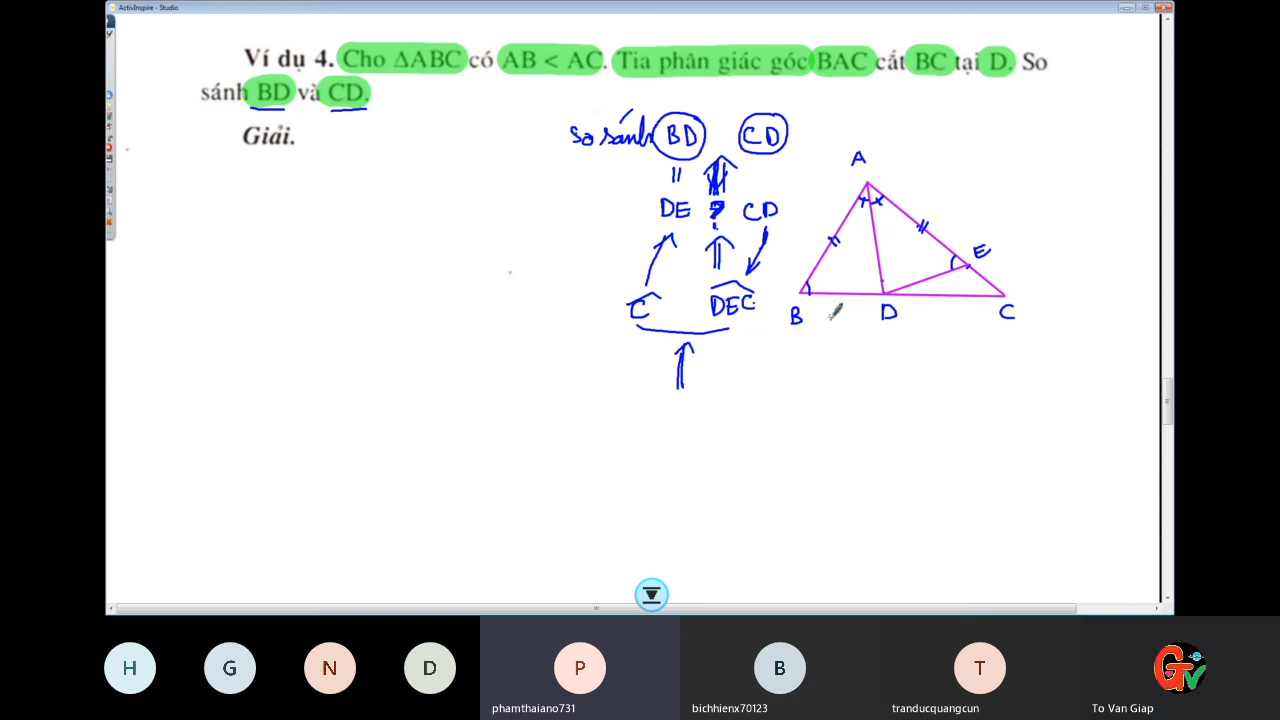 ActivInspire - Studio
Ví dụ 4. Cho ΔABC có AB < AC. Tia phân giác góc BAC cắt BC tại D. So
sánh BD và CD.
Giải.
So sánh BD CD
DE ? CD
C DEC
A
E
B D C
H G N D P B T
phamthaiano731 bichhienx70123 tranducquangcun To Van Giap